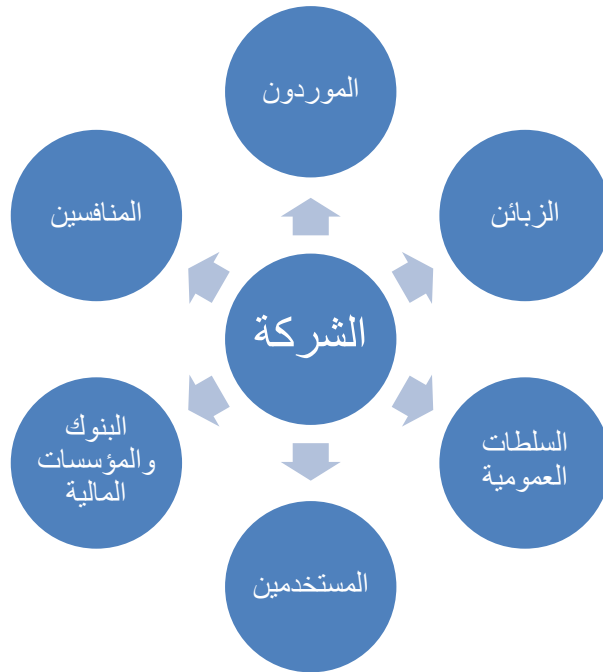 الموردون
الزبائن
المنافسين
الشركة
السلطات
العمومية
البنوك
والمؤسسات
المالية
المستخدمين